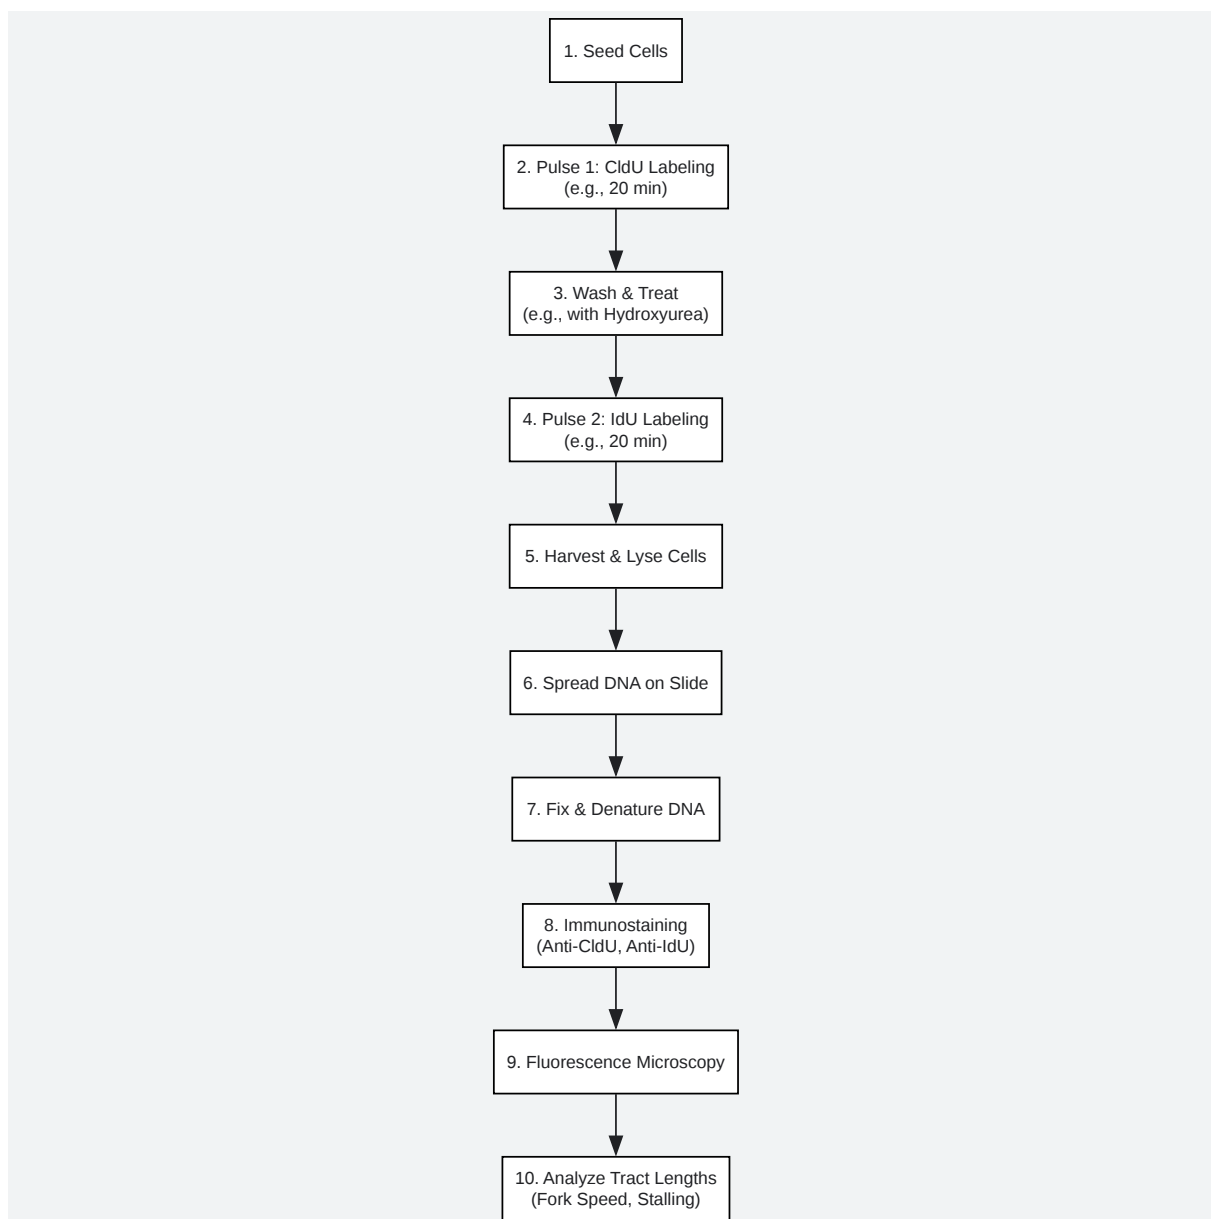 1. Seed Cells
2. Pulse 1: CldU Labeling
(e.g., 20 min)
3. Wash & Treat
(e.g., with Hydroxyurea)
4. Pulse 2: IdU Labeling
(e.g., 20 min)
5. Harvest & Lyse Cells
6. Spread DNA on Slide
7. Fix & Denature DNA
8. Immunostaining
(Anti-CldU, Anti-IdU)
9. Fluorescence Microscopy
10. Analyze Tract Lengths
(Fork Speed, Stalling)